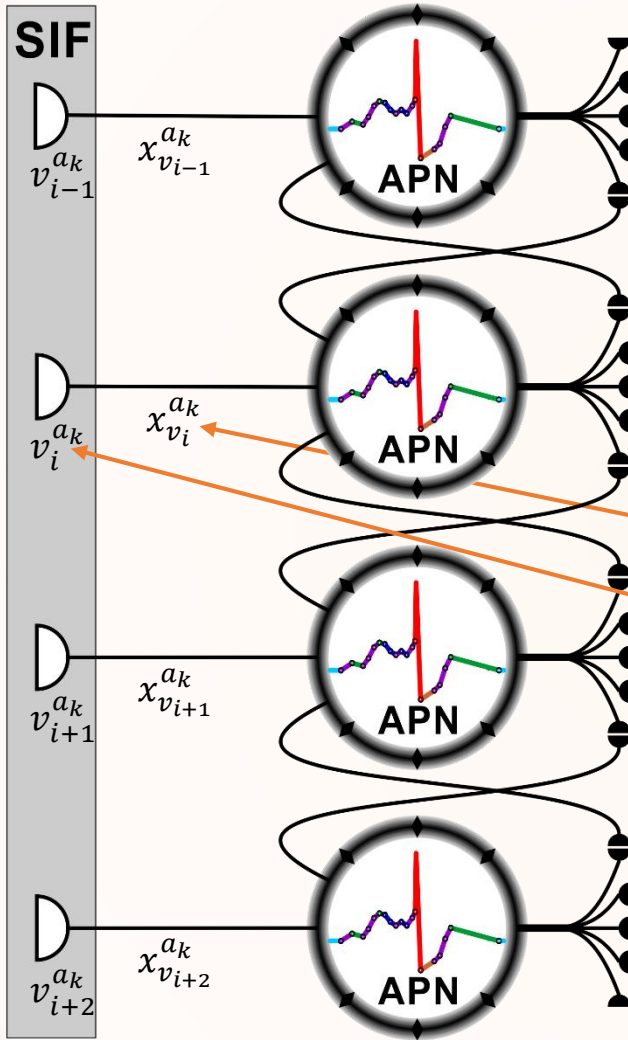 SIF
APN
x_{v_{i-1}}^{a_k}
v_{i-1}^{a_k}
APN
x_{v_i}^{a_k}
v_i^{a_k}
APN
x_{v_{i+1}}^{a_k}
v_{i+1}^{a_k}
APN
x_{v_{i+2}}^{a_k}
v_{i+2}^{a_k}